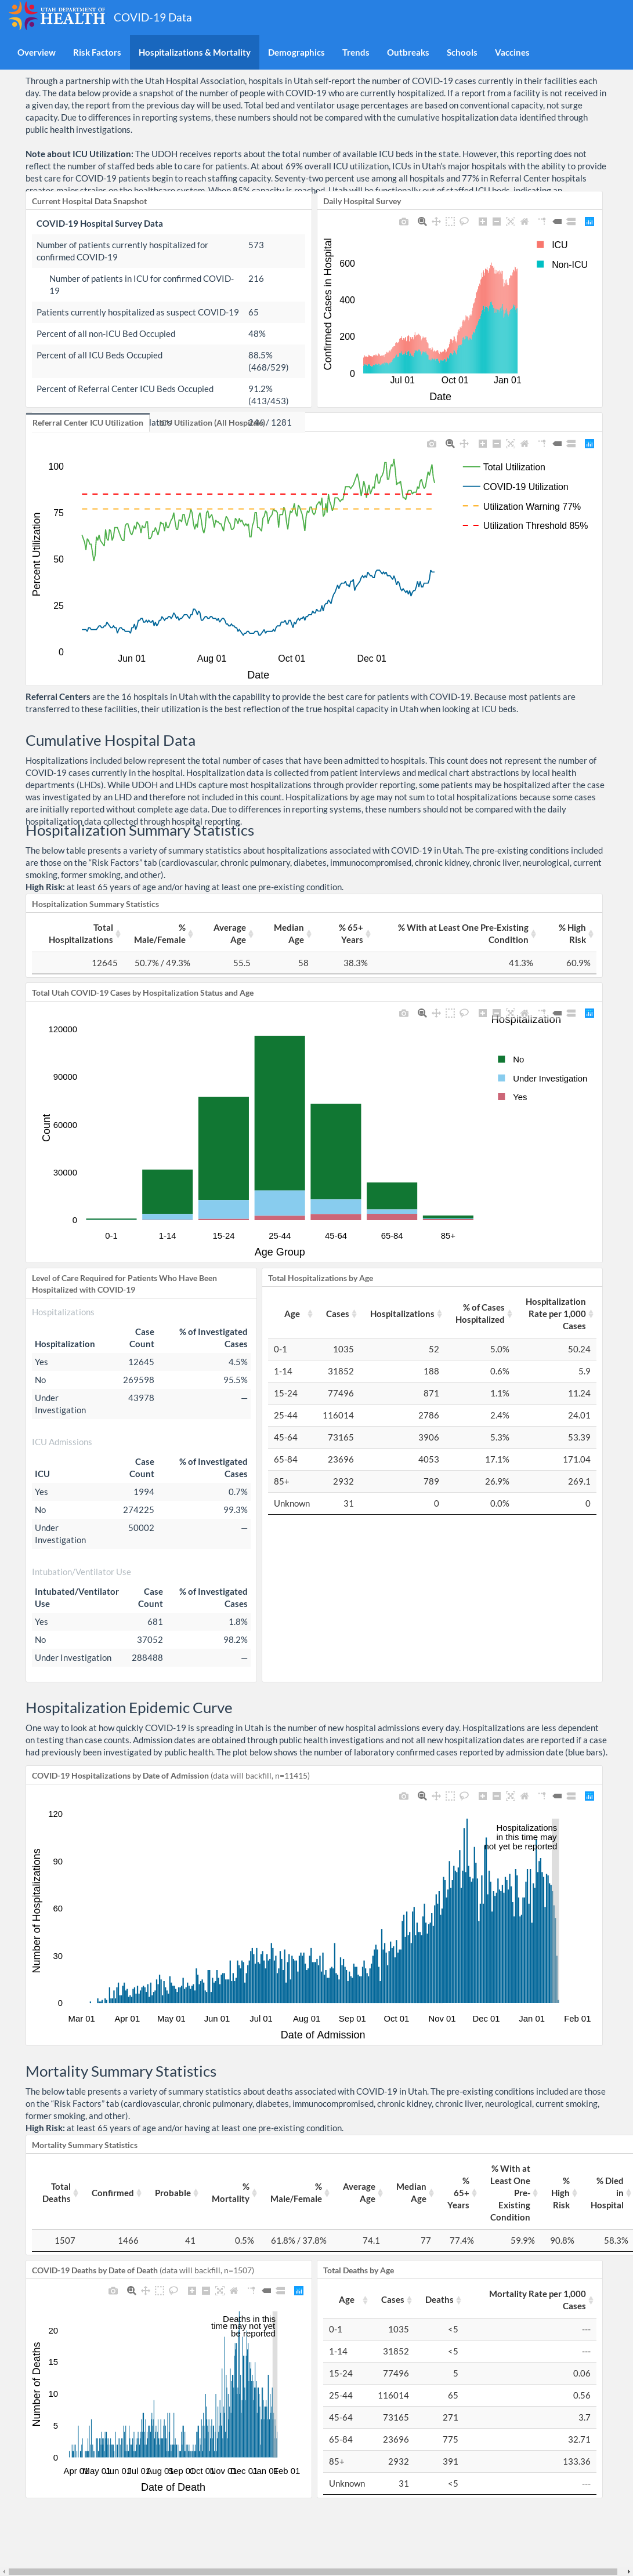 UTAH DEPARTMENT OF
HEALTH
COVID-19 Data
Overview
Risk Factors
Hospitalizations & Mortality
Demographics
Trends
Outbreaks
Schools
Vaccines
Through a partnership with the Utah Hospital Association, hospitals in Utah self-report the number of COVID-19 cases currently in their facilities each
day. The data below provide a snapshot of the number of people with COVID-19 who are currently hospitalized. If a report from a facility is not received in
a given day, the report from the previous day will be used. Total bed and ventilator usage percentages are based on conventional capacity, not surge
capacity. Due to differences in reporting systems, these numbers should not be compared with the cumulative hospitalization data identified through
public health investigations.
Note about ICU Utilization: The UDOH receives reports about the total number of available ICU beds in the state. However, this reporting does not
reflect the number of staffed beds able to care for patients. At about 69% overall ICU utilization, ICUs in Utah's major hospitals with the ability to provide
best care for COVID-19 patients begin to reach staffing capacity. Seventy-two percent use among all hospitals and 77% in Referral Center hospitals
creates major strains on the healthcare system. When 85% capacity is reached, Utah will be functionally out of staffed ICU beds, indicating an
Current Hospital Data Snapshot
COVID-19 Hospital Survey Data
Number of patients currently hospitalized for 573
confirmed COVID-19
Number of patients in ICU for confirmed COVID- 216
19
Patients currently hospitalized as suspect COVID-19 65
Percent of all non-ICU Bed Occupied 48%
Percent of all ICU Beds Occupied 88.5%
(468/529)
Percent of Referral Center ICU Beds Occupied 91.2%
(413/453)
Daily Hospital Survey
Confirmed Cases in Hospital
600
400
200
0
Jul 01 Oct 01 Jan 01
Date
ICU
Non-ICU
Referral Center ICU Utilization
ICU Utilization (All Hospitals)
246 / 1281
Percent Utilization
100
75
50
25
0
Jun 01 Aug 01 Oct 01 Dec 01
Date
Total Utilization
COVID-19 Utilization
Utilization Warning 77%
Utilization Threshold 85%
Referral Centers are the 16 hospitals in Utah with the capability to provide the best care for patients with COVID-19. Because most patients are
transferred to these facilities, their utilization is the best reflection of the true hospital capacity in Utah when looking at ICU beds.
Cumulative Hospital Data
Hospitalizations included below represent the total number of cases that have been admitted to hospitals. This count does not represent the number of
COVID-19 cases currently in the hospital. Hospitalization data is collected from patient interviews and medical chart abstractions by local health
departments (LHDs). While UDOH and LHDs capture most hospitalizations through provider reporting, some patients may be hospitalized after the case
was investigated by an LHD and therefore not included in this count. Hospitalizations by age may not sum to total hospitalizations because some cases
are initially reported without complete age data. Due to differences in reporting systems, these numbers should not be compared with the daily
hospitalization data collected through hospital reporting.
Hospitalization Summary Statistics
The below table presents a variety of summary statistics about hospitalizations associated with COVID-19 in Utah. The pre-existing conditions included
are those on the "Risk Factors" tab (cardiovascular, chronic pulmonary, diabetes, immunocompromised, chronic kidney, chronic liver, neurological, current
smoking, former smoking, and other).
High Risk: at least 65 years of age and/or having at least one pre-existing condition.
Hospitalization Summary Statistics
Total % Average Median % 65+ % With at Least One Pre-Existing % High
Hospitalizations Male/Female Age Age Years Condition Risk
12645 50.7% / 49.3% 55.5 58 38.3% 41.3% 60.9%
Total Utah COVID-19 Cases by Hospitalization Status and Age
Hospitalization
No
Under Investigation
Yes
Count
120000
90000
60000
30000
0
0-1 1-14 15-24 25-44 45-64 65-84 85+
Age Group
Level of Care Required for Patients Who Have Been
Hospitalized with COVID-19
Hospitalizations
Case % of Investigated
Hospitalization Count Cases
Yes 12645 4.5%
No 269598 95.5%
Under 43978 —
Investigation
ICU Admissions
Case % of Investigated
ICU Count Cases
Yes 1994 0.7%
No 274225 99.3%
Under 50002 —
Investigation
Intubation/Ventilator Use
Intubated/Ventilator Case % of Investigated
Use Count Cases
Yes 681 1.8%
No 37052 98.2%
Under Investigation 288488 —
Total Hospitalizations by Age
Hospitalization
% of Cases Rate per 1,000
Age Cases Hospitalizations Hospitalized Cases
0-1 1035 52 5.0% 50.24
1-14 31852 188 0.6% 5.9
15-24 77496 871 1.1% 11.24
25-44 116014 2786 2.4% 24.01
45-64 73165 3906 5.3% 53.39
65-84 23696 4053 17.1% 171.04
85+ 2932 789 26.9% 269.1
Unknown 31 0 0.0% 0
Hospitalization Epidemic Curve
One way to look at how quickly COVID-19 is spreading in Utah is the number of new hospital admissions every day. Hospitalizations are less dependent
on testing than case counts. Admission dates are obtained through public health investigations and not all new hospitalization dates are reported if a case
had previously been investigated by public health. The plot below shows the number of laboratory confirmed cases reported by admission date (blue bars).
COVID-19 Hospitalizations by Date of Admission (data will backfill, n=11415)
Hospitalizations
in this time may
not yet be reported
Number of Hospitalizations
120
90
60
30
0
Mar 01 Apr 01 May 01 Jun 01 Jul 01 Aug 01 Sep 01 Oct 01 Nov 01 Dec 01 Jan 01 Feb 01
Date of Admission
Mortality Summary Statistics
The below table presents a variety of summary statistics about deaths associated with COVID-19 in Utah. The pre-existing conditions included are those
on the "Risk Factors" tab (cardiovascular, chronic pulmonary, diabetes, immunocompromised, chronic kidney, chronic liver, neurological, current smoking,
former smoking, and other).
High Risk: at least 65 years of age and/or having at least one pre-existing condition.
Mortality Summary Statistics
Total Deaths Confirmed Probable % Mortality % Male/Female Average Age Median Age % 65+ Years % With at Least One Pre-Existing Condition % High Risk % Died in Hospital
1507 1466 41 0.5% 61.8% / 37.8% 74.1 77 77.4% 59.9% 90.8% 58.3%
COVID-19 Deaths by Date of Death (data will backfill, n=1507)
Deaths in this
time may not yet
be reported
Number of Deaths
20
15
10
5
0
Apr 01 May 01 Jun 01 Jul 01 Aug 01 Sep 01 Oct 01 Nov 01 Dec 01 Jan 01 Feb 01
Date of Death
Total Deaths by Age
Mortality Rate per 1,000
Age Cases Deaths Cases
0-1 1035 <5 ---
1-14 31852 <5 ---
15-24 77496 5 0.06
25-44 116014 65 0.56
45-64 73165 271 3.7
65-84 23696 775 32.71
85+ 2932 391 133.36
Unknown 31 <5 ---